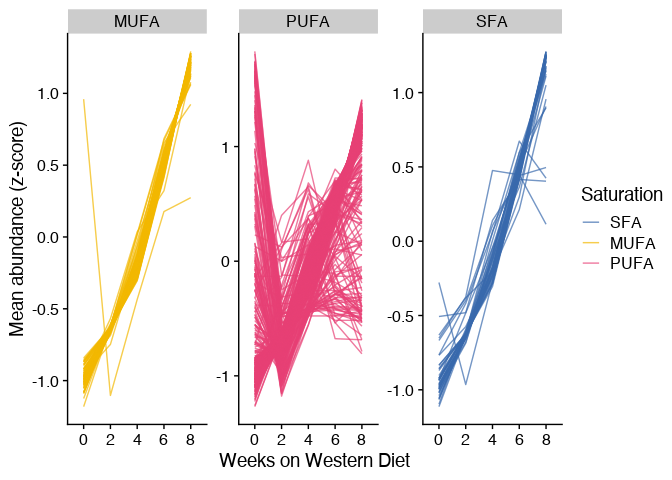 MUFA
PUFA
SFA
Mean abundance (z-score)
1.0
0.5
0.0
-0.5
-1.0
0 2 4 6 8
1
0
-1
0 2 4 6 8
1.0
0.5
0.0
-0.5
-1.0
0 2 4 6 8
Weeks on Western Diet
Saturation
SFA
MUFA
PUFA